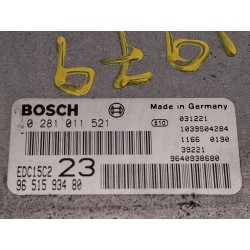 BOSCH
Made in Germany
0 281 011 521
e10
031221
1039S04284
1166 0190
39221
9640938680
EDC15C2 23
96 515 934 80